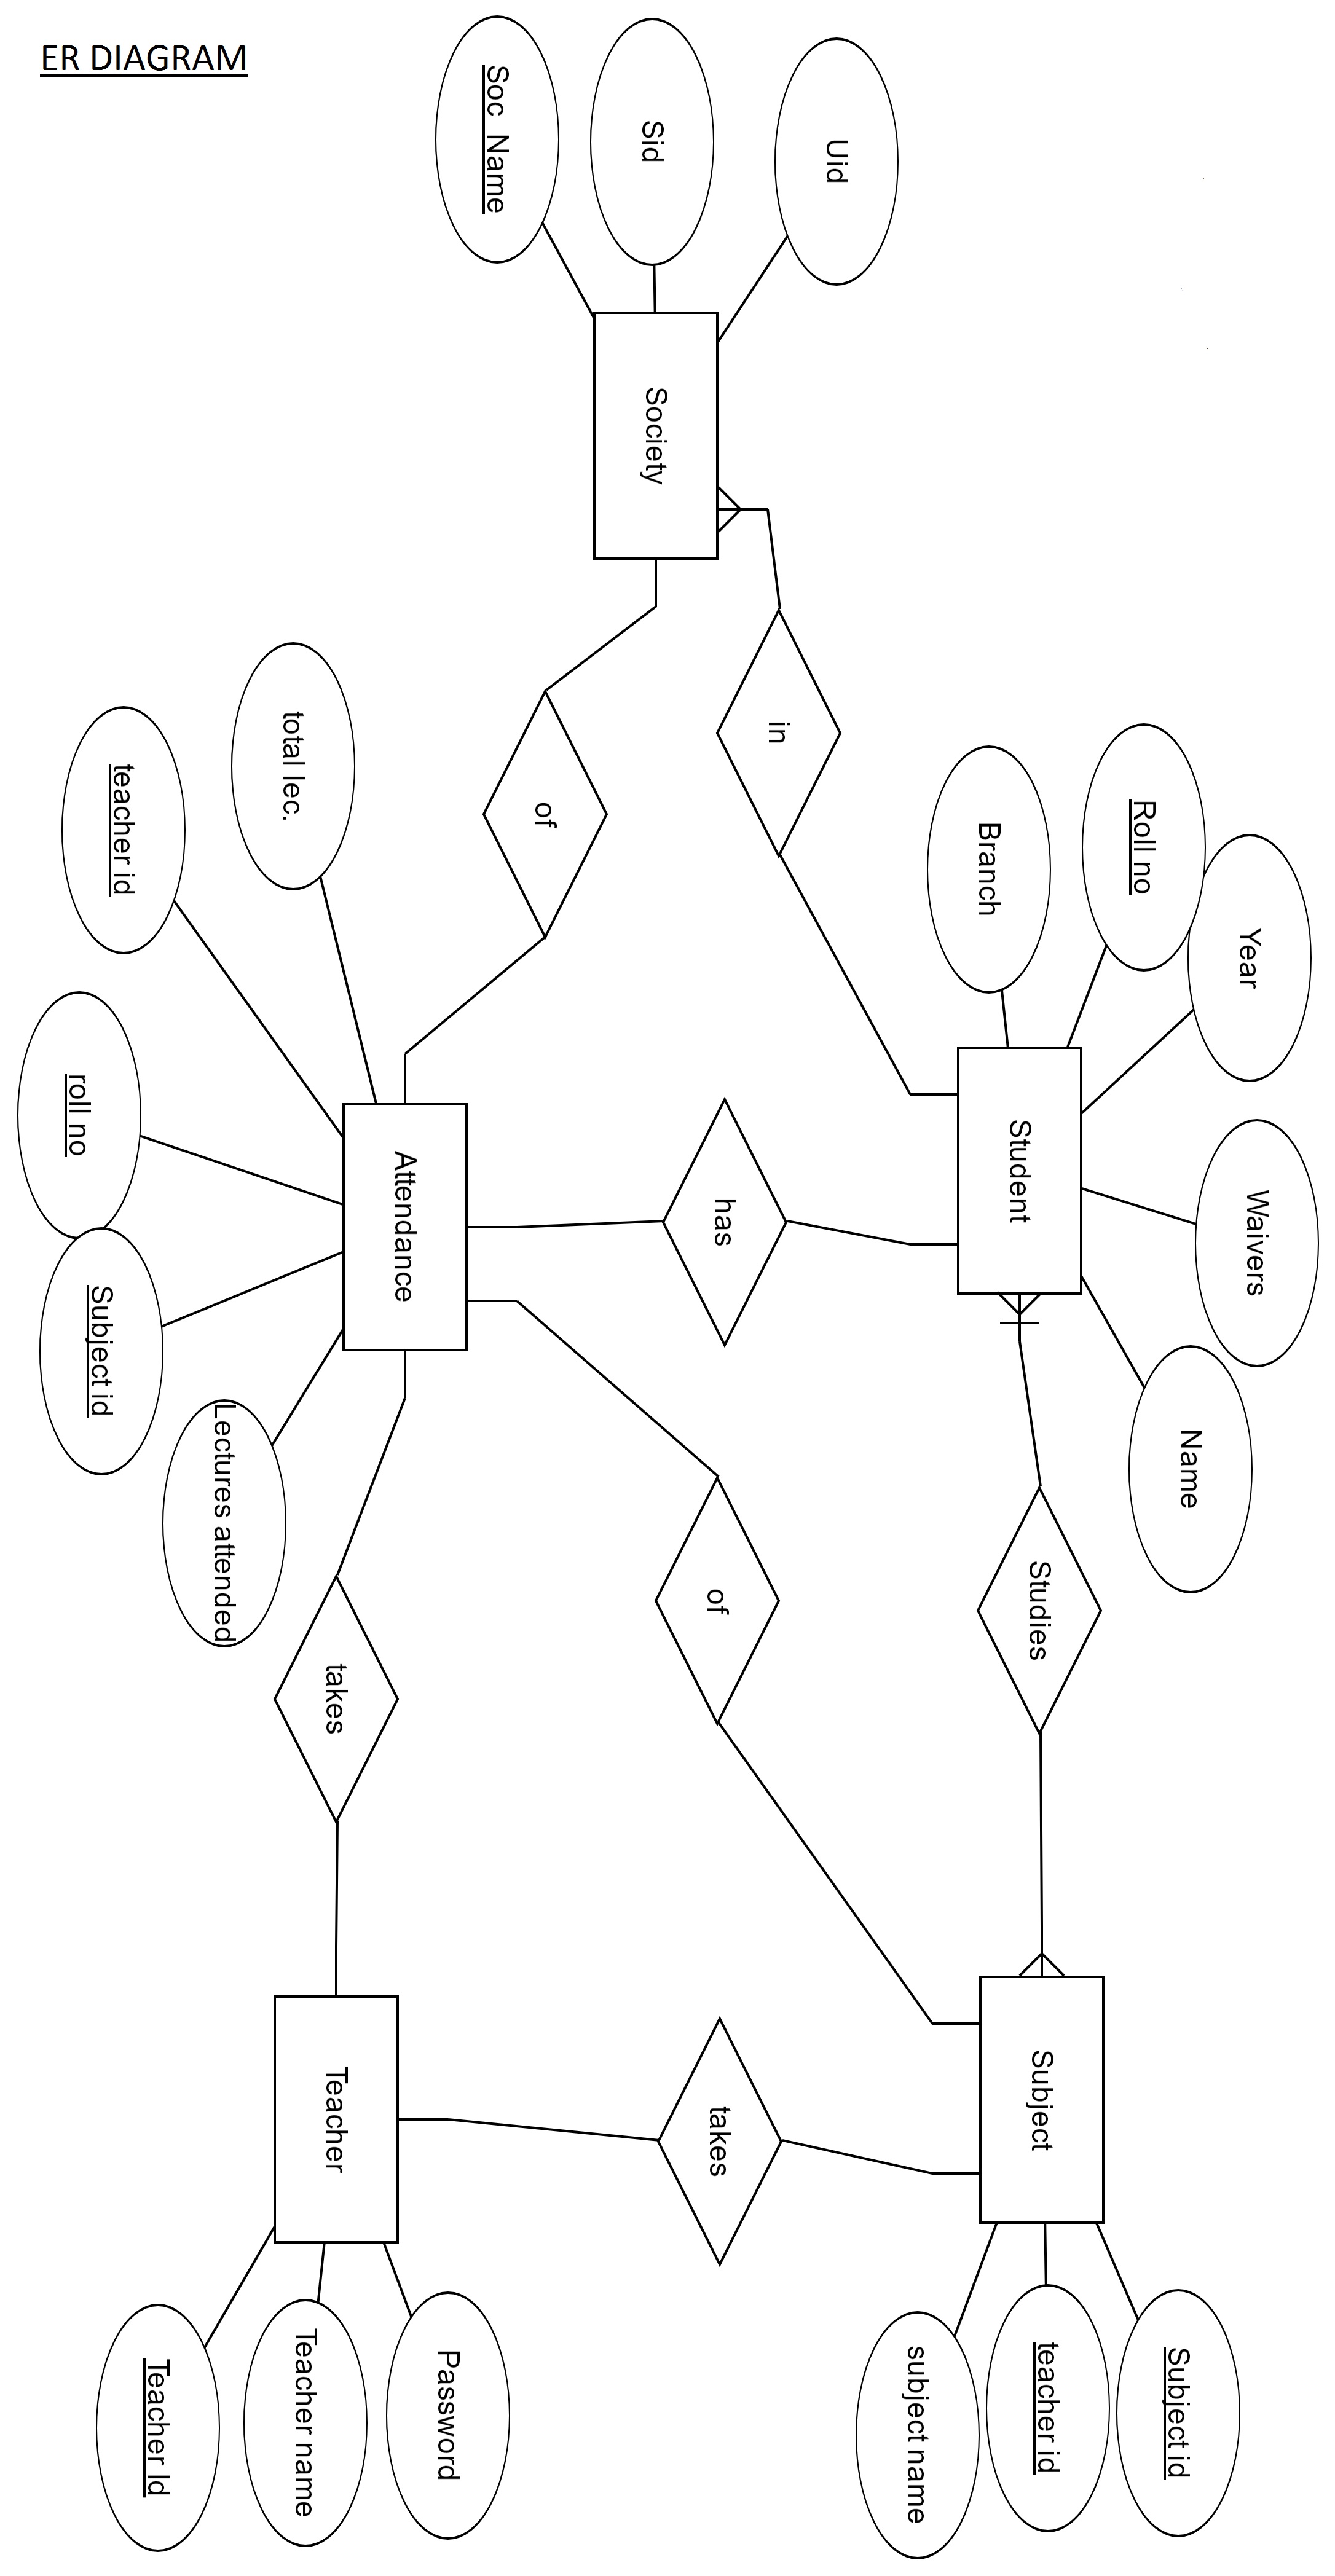 ER DIAGRAM
Soc_Name
Sid
Uid
Society
in
of
total lec.
teacher id
roll no
Subject id
Lectures attended
Attendance
has
Branch
Roll no
Year
Waivers
Name
Student
Studies
of
takes
Teacher
takes
Subject
Teacher Id
Teacher name
Password
subject name
teacher id
Subject id